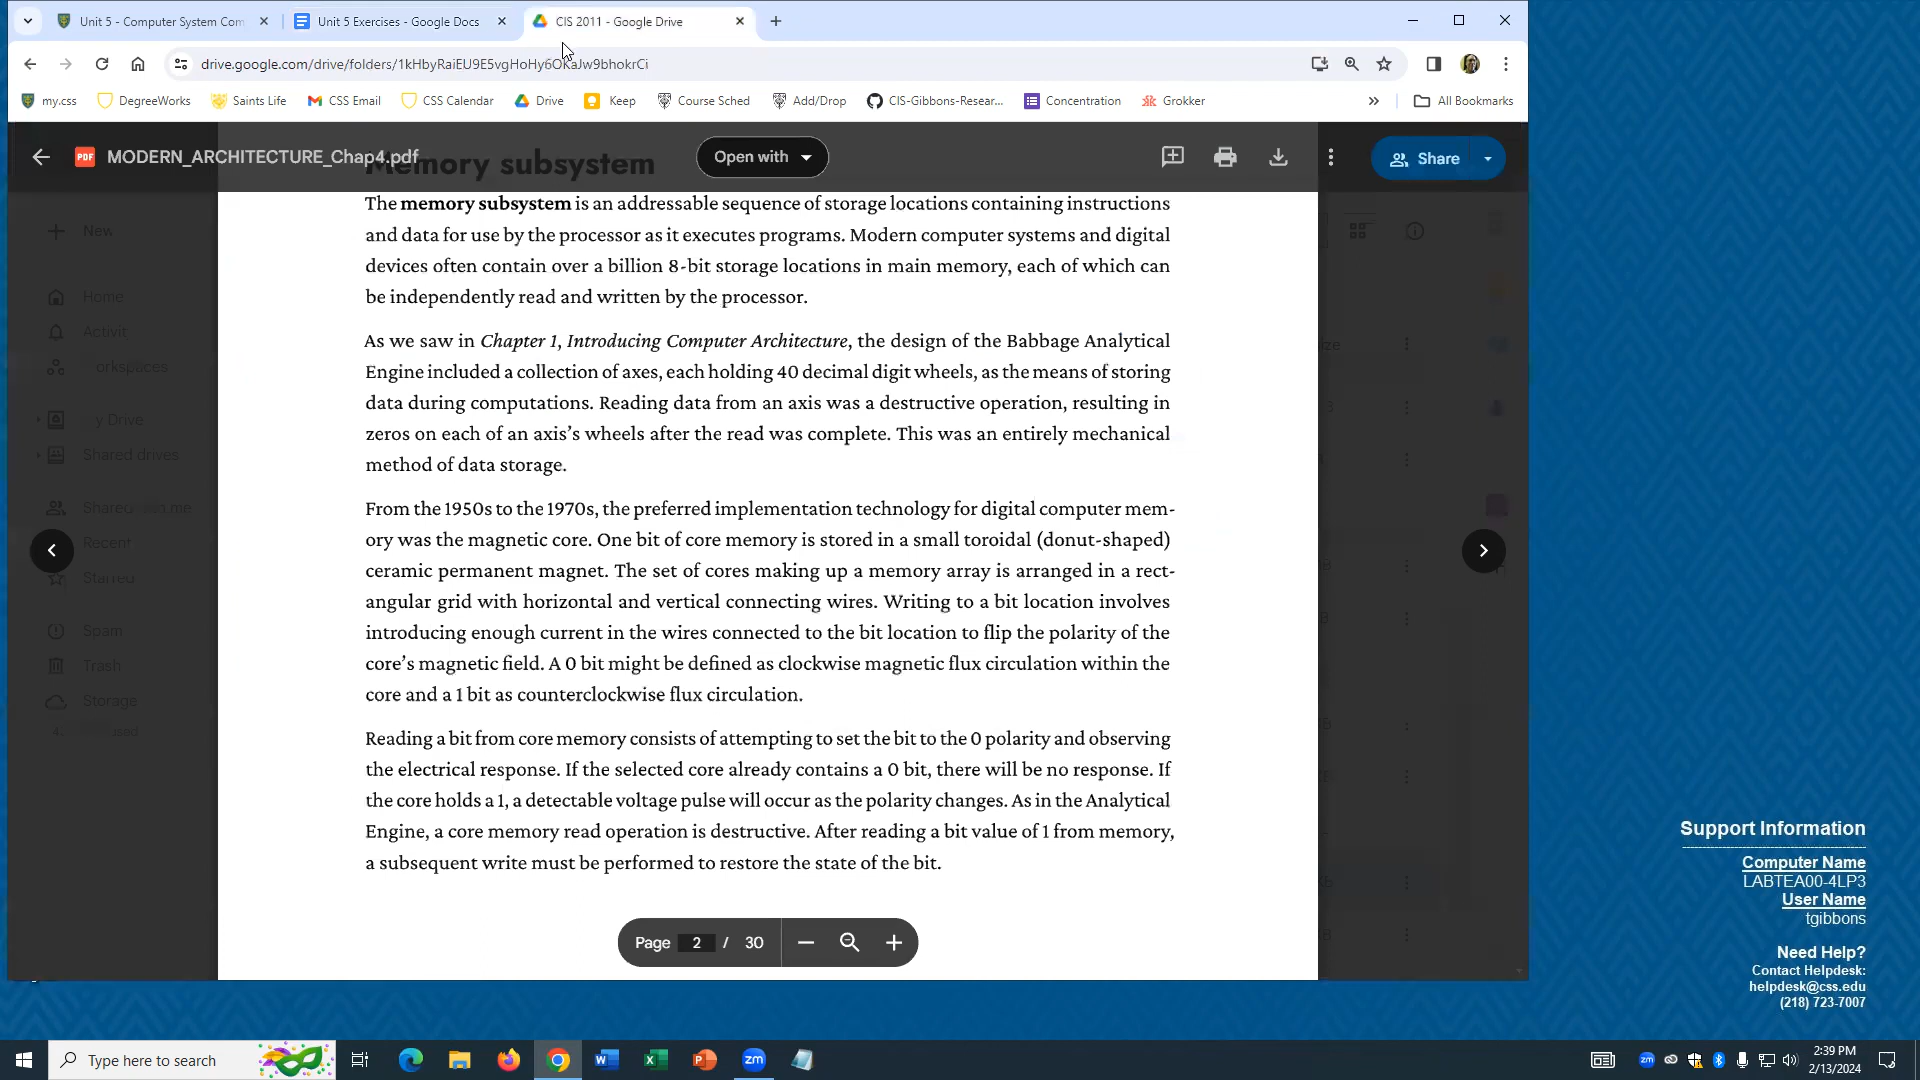 Unit 5 - Computer System Com
Unit 5 Exercises - Google Docs
CIS 2011 - Google Drive
drive.google.com/drive/folders/1kHbyRaiEU9E5vgHoHy6OKaJw9bhokrCi
my.css
DegreeWorks
Saints Life
CSS Email
CSS Calendar
Drive
Keep
Course Sched
Add/Drop
CIS-Gibbons-Resear...
Concentration
Grokker
All Bookmarks
PDF MODERN_ARCHITECTURE_Chap4.pdf
Open with
Share
Memory subsystem
The memory subsystem is an addressable sequence of storage locations containing instructions
and data for use by the processor as it executes programs. Modern computer systems and digital
devices often contain over a billion 8-bit storage locations in main memory, each of which can
be independently read and written by the processor.
As we saw in Chapter 1, Introducing Computer Architecture, the design of the Babbage Analytical
Engine included a collection of axes, each holding 40 decimal digit wheels, as the means of storing
data during computations. Reading data from an axis was a destructive operation, resulting in
zeros on each of an axis's wheels after the read was complete. This was an entirely mechanical
method of data storage.
From the 1950s to the 1970s, the preferred implementation technology for digital computer mem-
ory was the magnetic core. One bit of core memory is stored in a small toroidal (donut-shaped)
ceramic permanent magnet. The set of cores making up a memory array is arranged in a rect-
angular grid with horizontal and vertical connecting wires. Writing to a bit location involves
introducing enough current in the wires connected to the bit location to flip the polarity of the
core's magnetic field. A 0 bit might be defined as clockwise magnetic flux circulation within the
core and a 1 bit as counterclockwise flux circulation.
Reading a bit from core memory consists of attempting to set the bit to the 0 polarity and observing
the electrical response. If the selected core already contains a 0 bit, there will be no response. If
the core holds a 1, a detectable voltage pulse will occur as the polarity changes. As in the Analytical
Engine, a core memory read operation is destructive. After reading a bit value of 1 from memory,
a subsequent write must be performed to restore the state of the bit.
Page 2 / 30
New
Home
Activit
orkspaces
y Drive
Shared drives
Shared
me
Recent
Starred
Spam
Trash
Storage
Support Information
Computer Name
LABTEA00-4LP3
User Name
tgibbons
Need Help?
Contact Helpdesk:
helpdesk@css.edu
(218) 723-7007
Type here to search
zm
zm
2:39 PM
2/13/2024